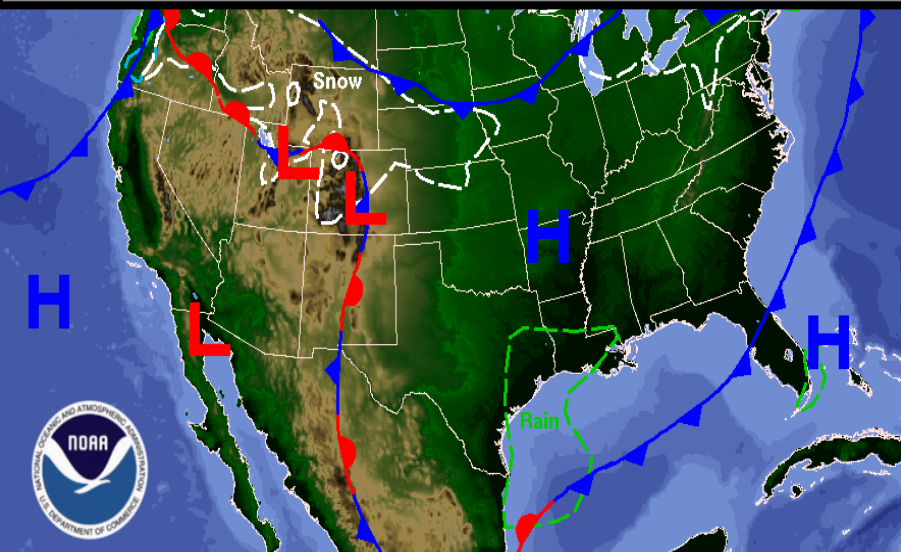 Snow
L
L
H
H
L
H
Rain
NATIONAL OCEANIC AND ATMOSPHERIC ADMINISTRATION
NOAA
U.S. DEPARTMENT OF COMMERCE